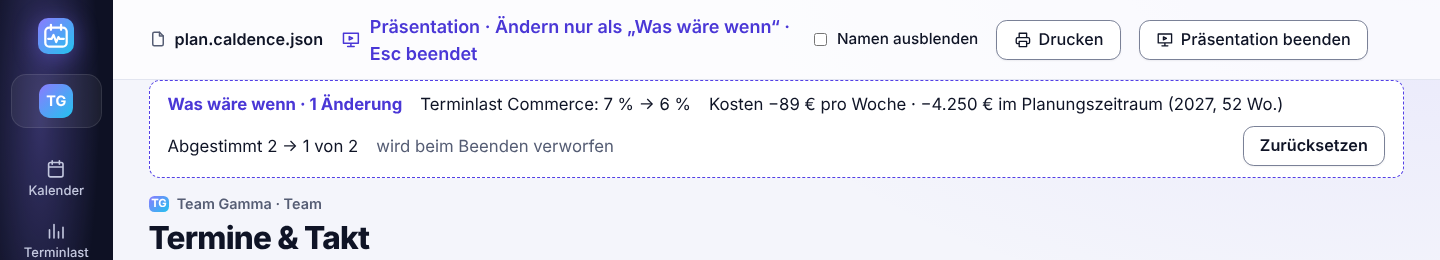 plan.caldence.json
Präsentation · Ändern nur als „Was wäre wenn“ ·
Esc beendet
Namen ausblenden
Drucken
Präsentation beenden
TG
Was wäre wenn · 1 Änderung Terminlast Commerce: 7 % → 6 % Kosten −89 € pro Woche · −4.250 € im Planungszeitraum (2027, 52 Wo.)
Abgestimmt 2 → 1 von 2 wird beim Beenden verworfen
Zurücksetzen
Kalender
Terminlast
TG Team Gamma · Team
Termine & Takt